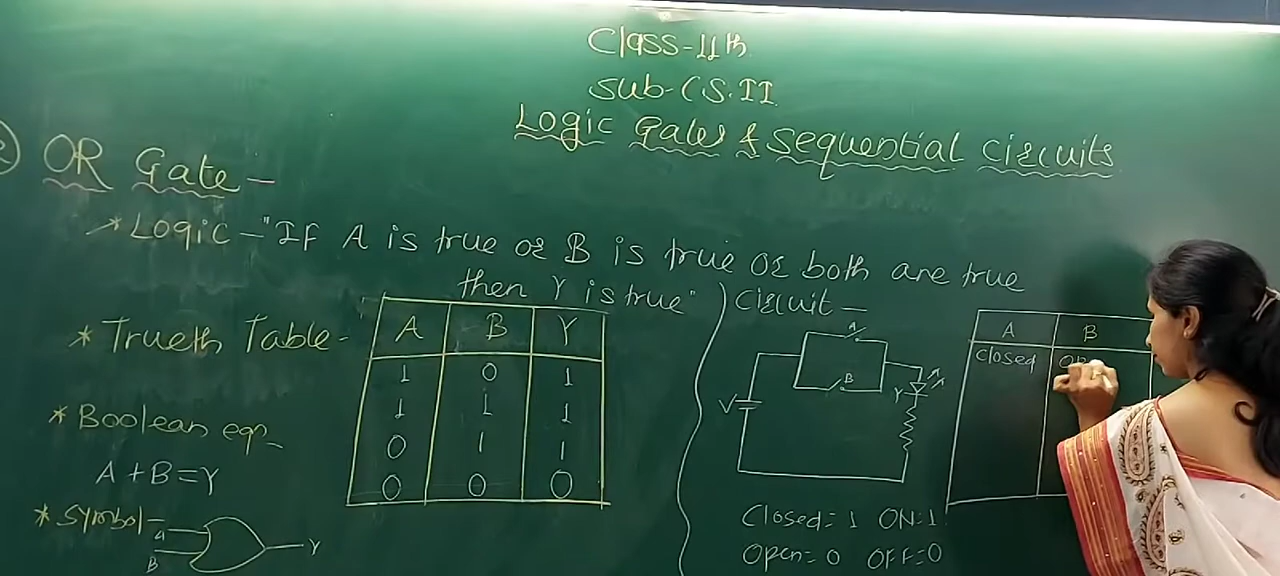 Class-11th
Sub-CS.II
Logic Gates & Sequential Circuits
OR Gate-
* Logic - "If A is true or B is true or both are true
then Y is true"
* Trueth Table-
A B Y
1 0 1
1 1 1
0 1 1
0 0 0
* Boolean eqn-
A + B = Y
* Symbol-
A
B
Y
Circuit -
A
B
V
Y
Closed = 1 ON = 1
Open = 0 OFF = 0
A B
Closed